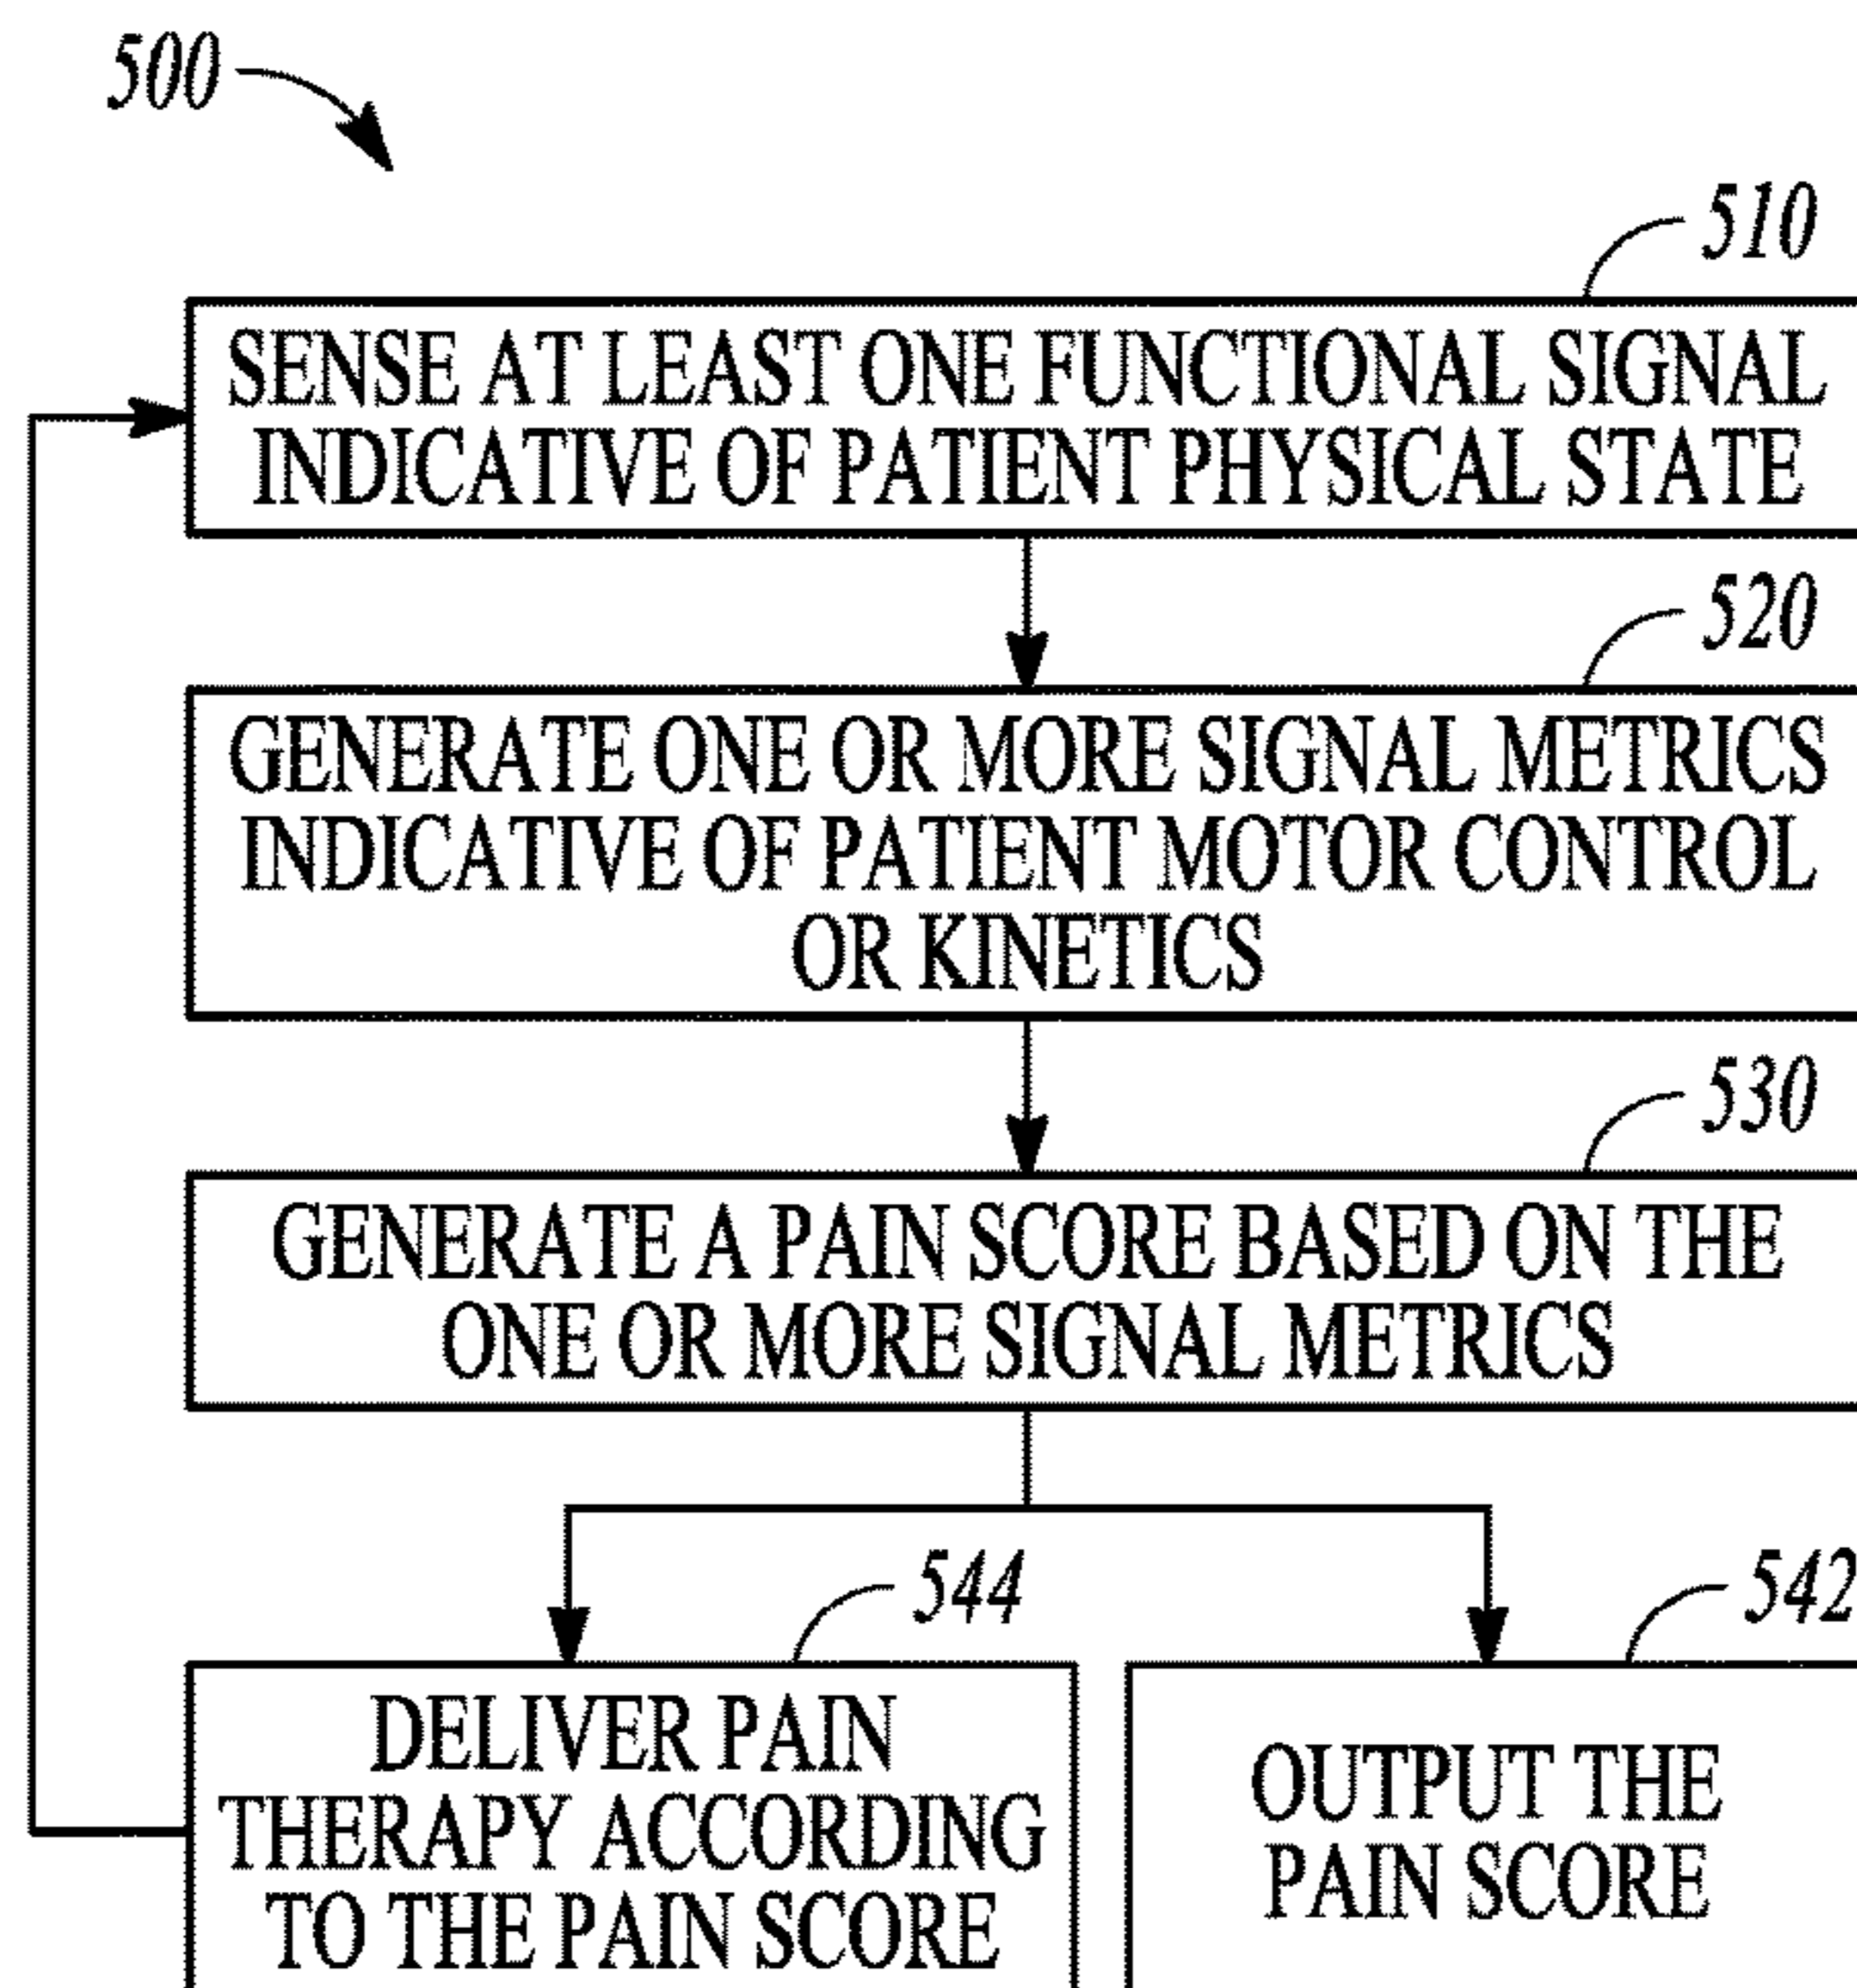 500
510
SENSE AT LEAST ONE FUNCTIONAL SIGNAL
INDICATIVE OF PATIENT PHYSICAL STATE
520
GENERATE ONE OR MORE SIGNAL METRICS
INDICATIVE OF PATIENT MOTOR CONTROL
OR KINETICS
530
GENERATE A PAIN SCORE BASED ON THE
ONE OR MORE SIGNAL METRICS
544
DELIVER PAIN
THERAPY ACCORDING
TO THE PAIN SCORE
542
OUTPUT THE
PAIN SCORE